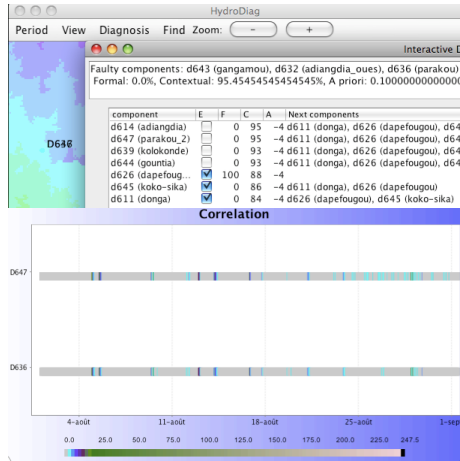 HydroDiag
Period View Diagnosis Find Zoom: - +
Interactive D
Faulty components: d643 (gangamou), d632 (adiangdia_oues), d636 (parakou)
Formal: 0.0%, Contextual: 95.45454545454545%, A priori: 0.10000000000000
component E F C A Next components
d614 (adiangdia) 0 95 -4 d611 (donga), d626 (dapefougou), d64
d647 (parakou_2) 0 95 -4 d611 (donga), d626 (dapefougou), d64
d639 (kolokonde) 0 93 -4 d611 (donga), d626 (dapefougou), d64
d644 (gountia) 0 93 -4 d611 (donga), d626 (dapefougou), d64
d626 (dapefoug... 100 88 -4
d645 (koko-sika) 0 86 -4 d611 (donga), d626 (dapefougou)
d611 (donga) 0 84 -4 d626 (dapefougou), d645 (koko-sika)
Correlation
D647
D636
4-août 11-août 18-août 25-août 1-sep
0.0 25.0 50.0 75.0 100.0 125.0 150.0 175.0 200.0 225.0 247.5